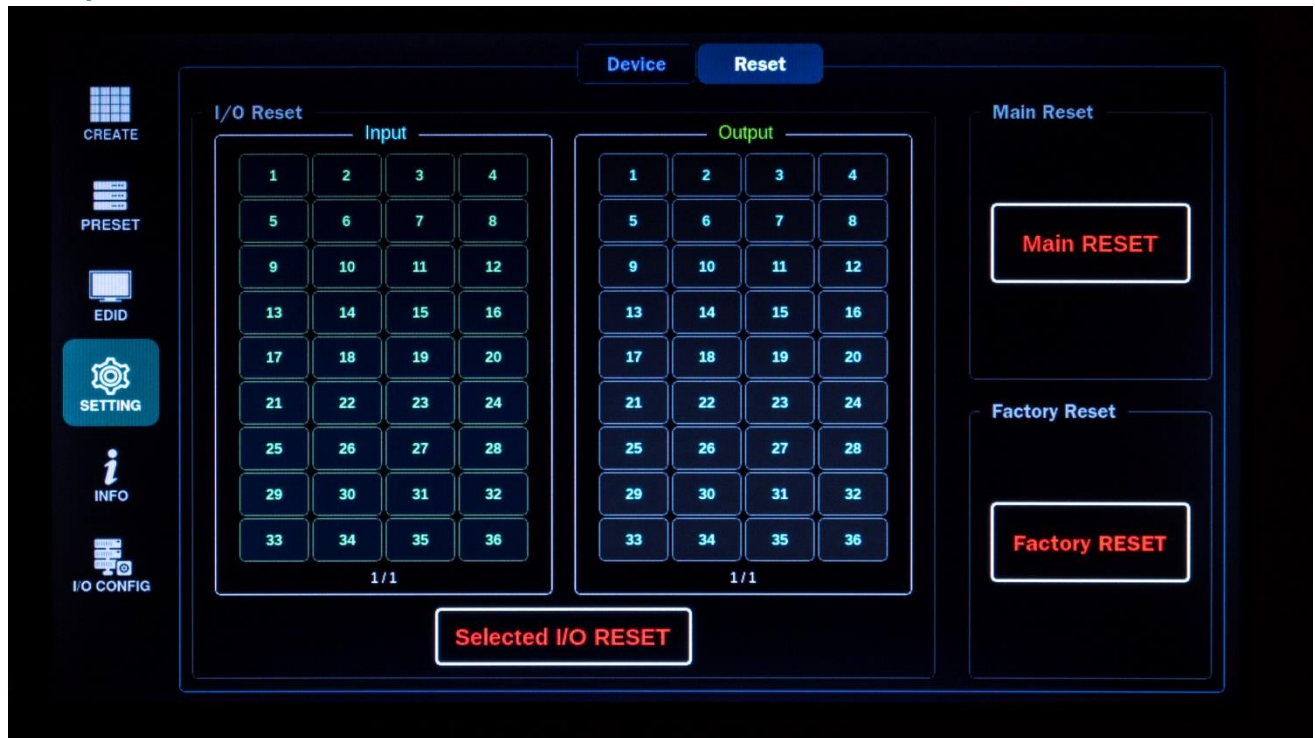 Device Reset
CREATE
PRESET
EDID
SETTING
INFO
I/O CONFIG
I/O Reset
Input
1 2 3 4
5 6 7 8
9 10 11 12
13 14 15 16
17 18 19 20
21 22 23 24
25 26 27 28
29 30 31 32
33 34 35 36
1/1
Output
1 2 3 4
5 6 7 8
9 10 11 12
13 14 15 16
17 18 19 20
21 22 23 24
25 26 27 28
29 30 31 32
33 34 35 36
1/1
Selected I/O RESET
Main Reset
Main RESET
Factory Reset
Factory RESET